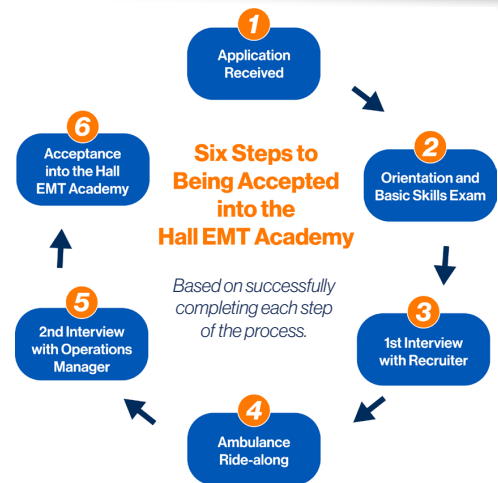 1
Application
Received
2
Orientation and
Basic Skills Exam
3
1st Interview
with Recruiter
4
Ambulance
Ride-along
5
2nd Interview
with Operations
Manager
6
Acceptance
into the Hall
EMT Academy
Six Steps to
Being Accepted
into the
Hall EMT Academy
Based on successfully
completing each step
of the process.